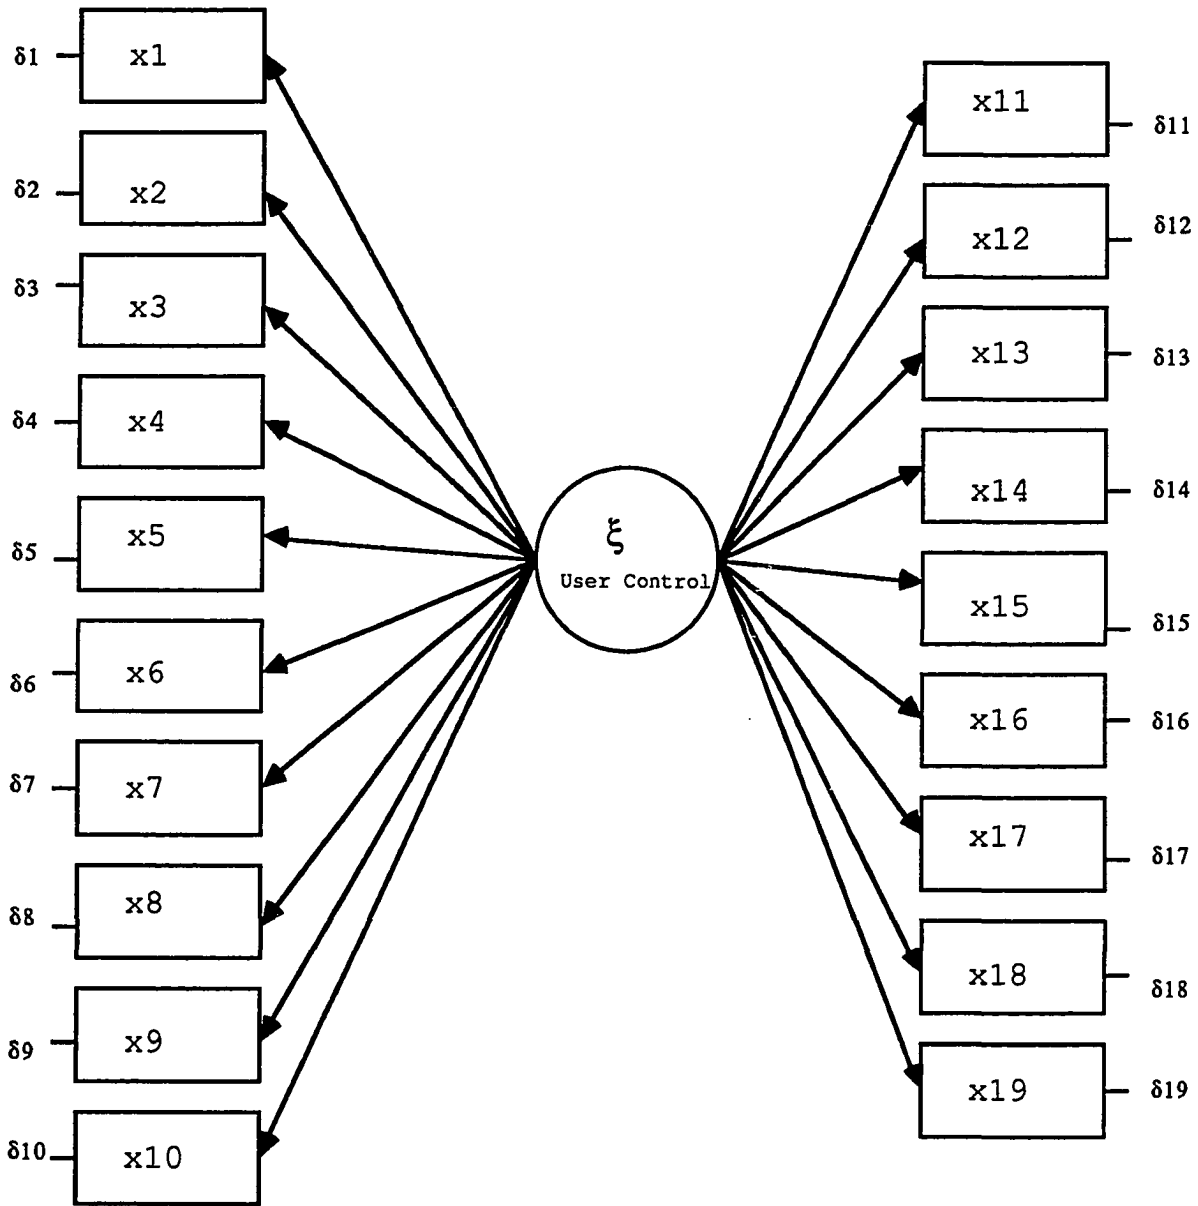 δ1 x1
δ2 x2
δ3 x3
δ4 x4
δ5 x5
δ6 x6
δ7 x7
δ8 x8
δ9 x9
δ10 x10
ξ
User Control
x11 δ11
x12 δ12
x13 δ13
x14 δ14
x15 δ15
x16 δ16
x17 δ17
x18 δ18
x19 δ19